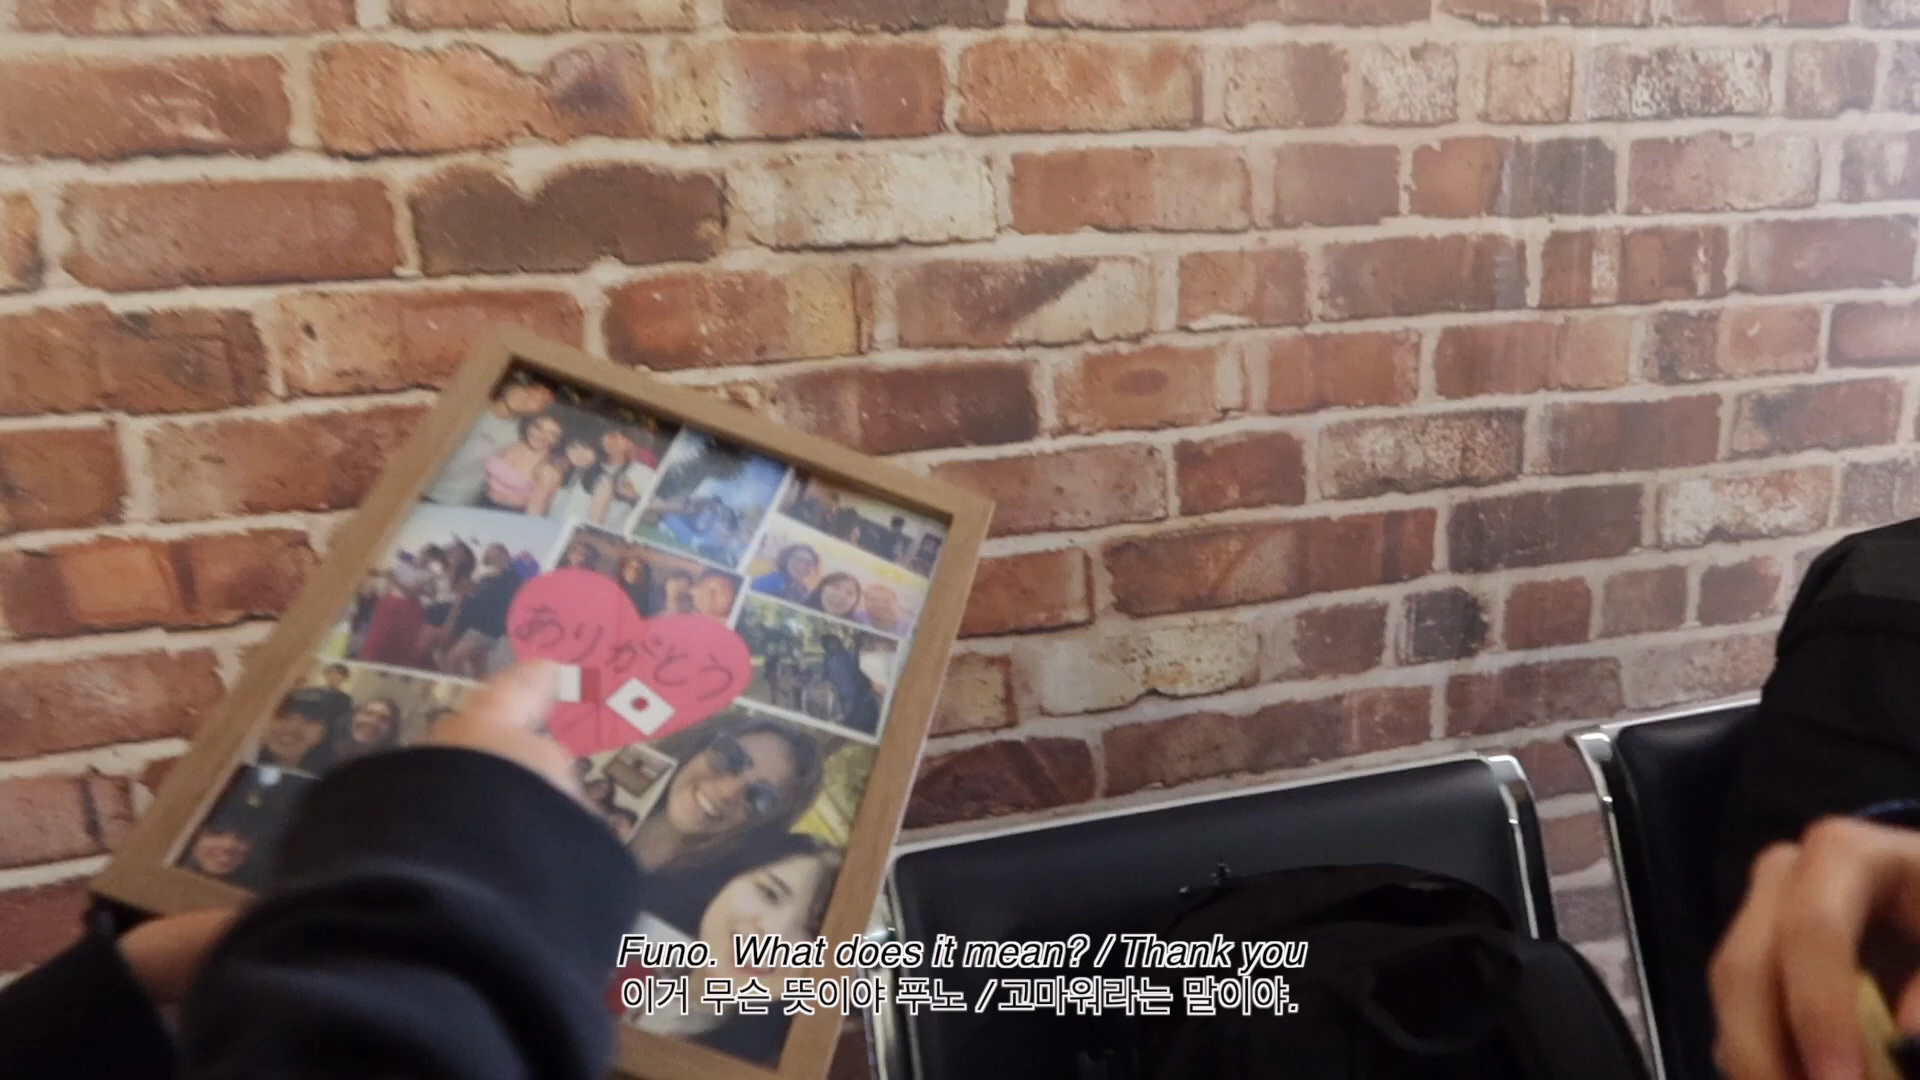 ありがとう
Funo. What does it mean? / Thank you
이거 무슨 뜻이야 푸노 /고마워라는 말이야.